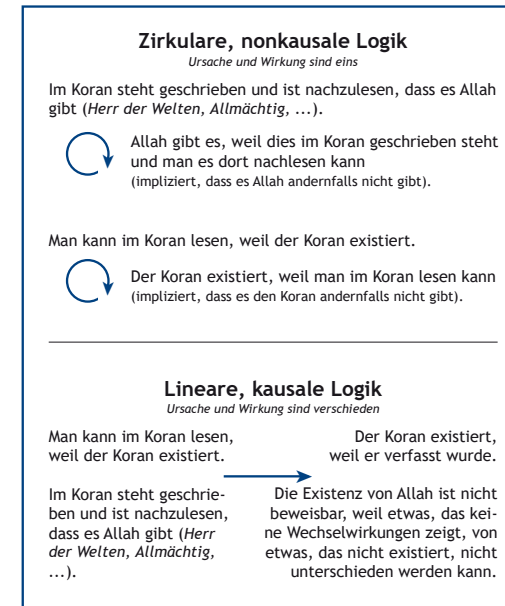 Zirkulare, nonkausale Logik
Ursache und Wirkung sind eins
Im Koran steht geschrieben und ist nachzulesen, dass es Allah
gibt (Herr der Welten, Allmächtig, ...).
Allah gibt es, weil dies im Koran geschrieben steht
und man es dort nachlesen kann
(impliziert, dass es Allah andernfalls nicht gibt).
Man kann im Koran lesen, weil der Koran existiert.
Der Koran existiert, weil man im Koran lesen kann
(impliziert, dass es den Koran andernfalls nicht gibt).
Lineare, kausale Logik
Ursache und Wirkung sind verschieden
Man kann im Koran lesen,
weil der Koran existiert.
Der Koran existiert,
weil er verfasst wurde.
Im Koran steht geschrie-
ben und ist nachzulesen,
dass es Allah gibt (Herr
der Welten, Allmächtig,
...).
Die Existenz von Allah ist nicht
beweisbar, weil etwas, das kei-
ne Wechselwirkungen zeigt, von
etwas, das nicht existiert, nicht
unterschieden werden kann.